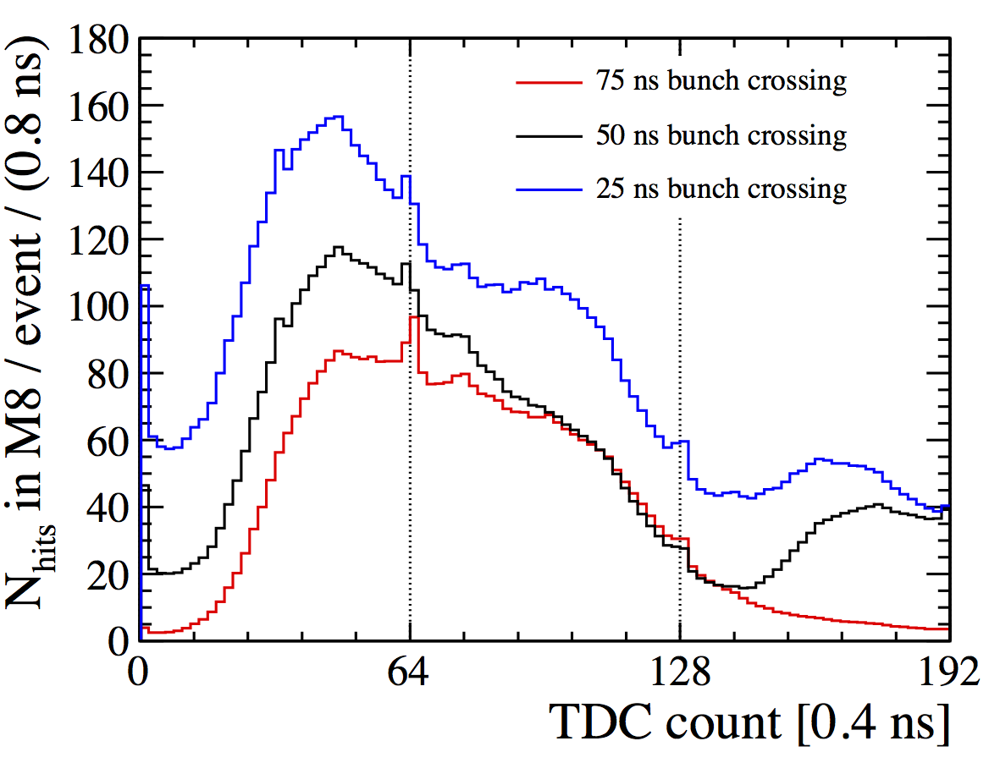 180
160
140
120
100
80
60
40
20
0
N_hits in M8 / event / (0.8 ns)
75 ns bunch crossing
50 ns bunch crossing
25 ns bunch crossing
0 64 128 192
TDC count [0.4 ns]